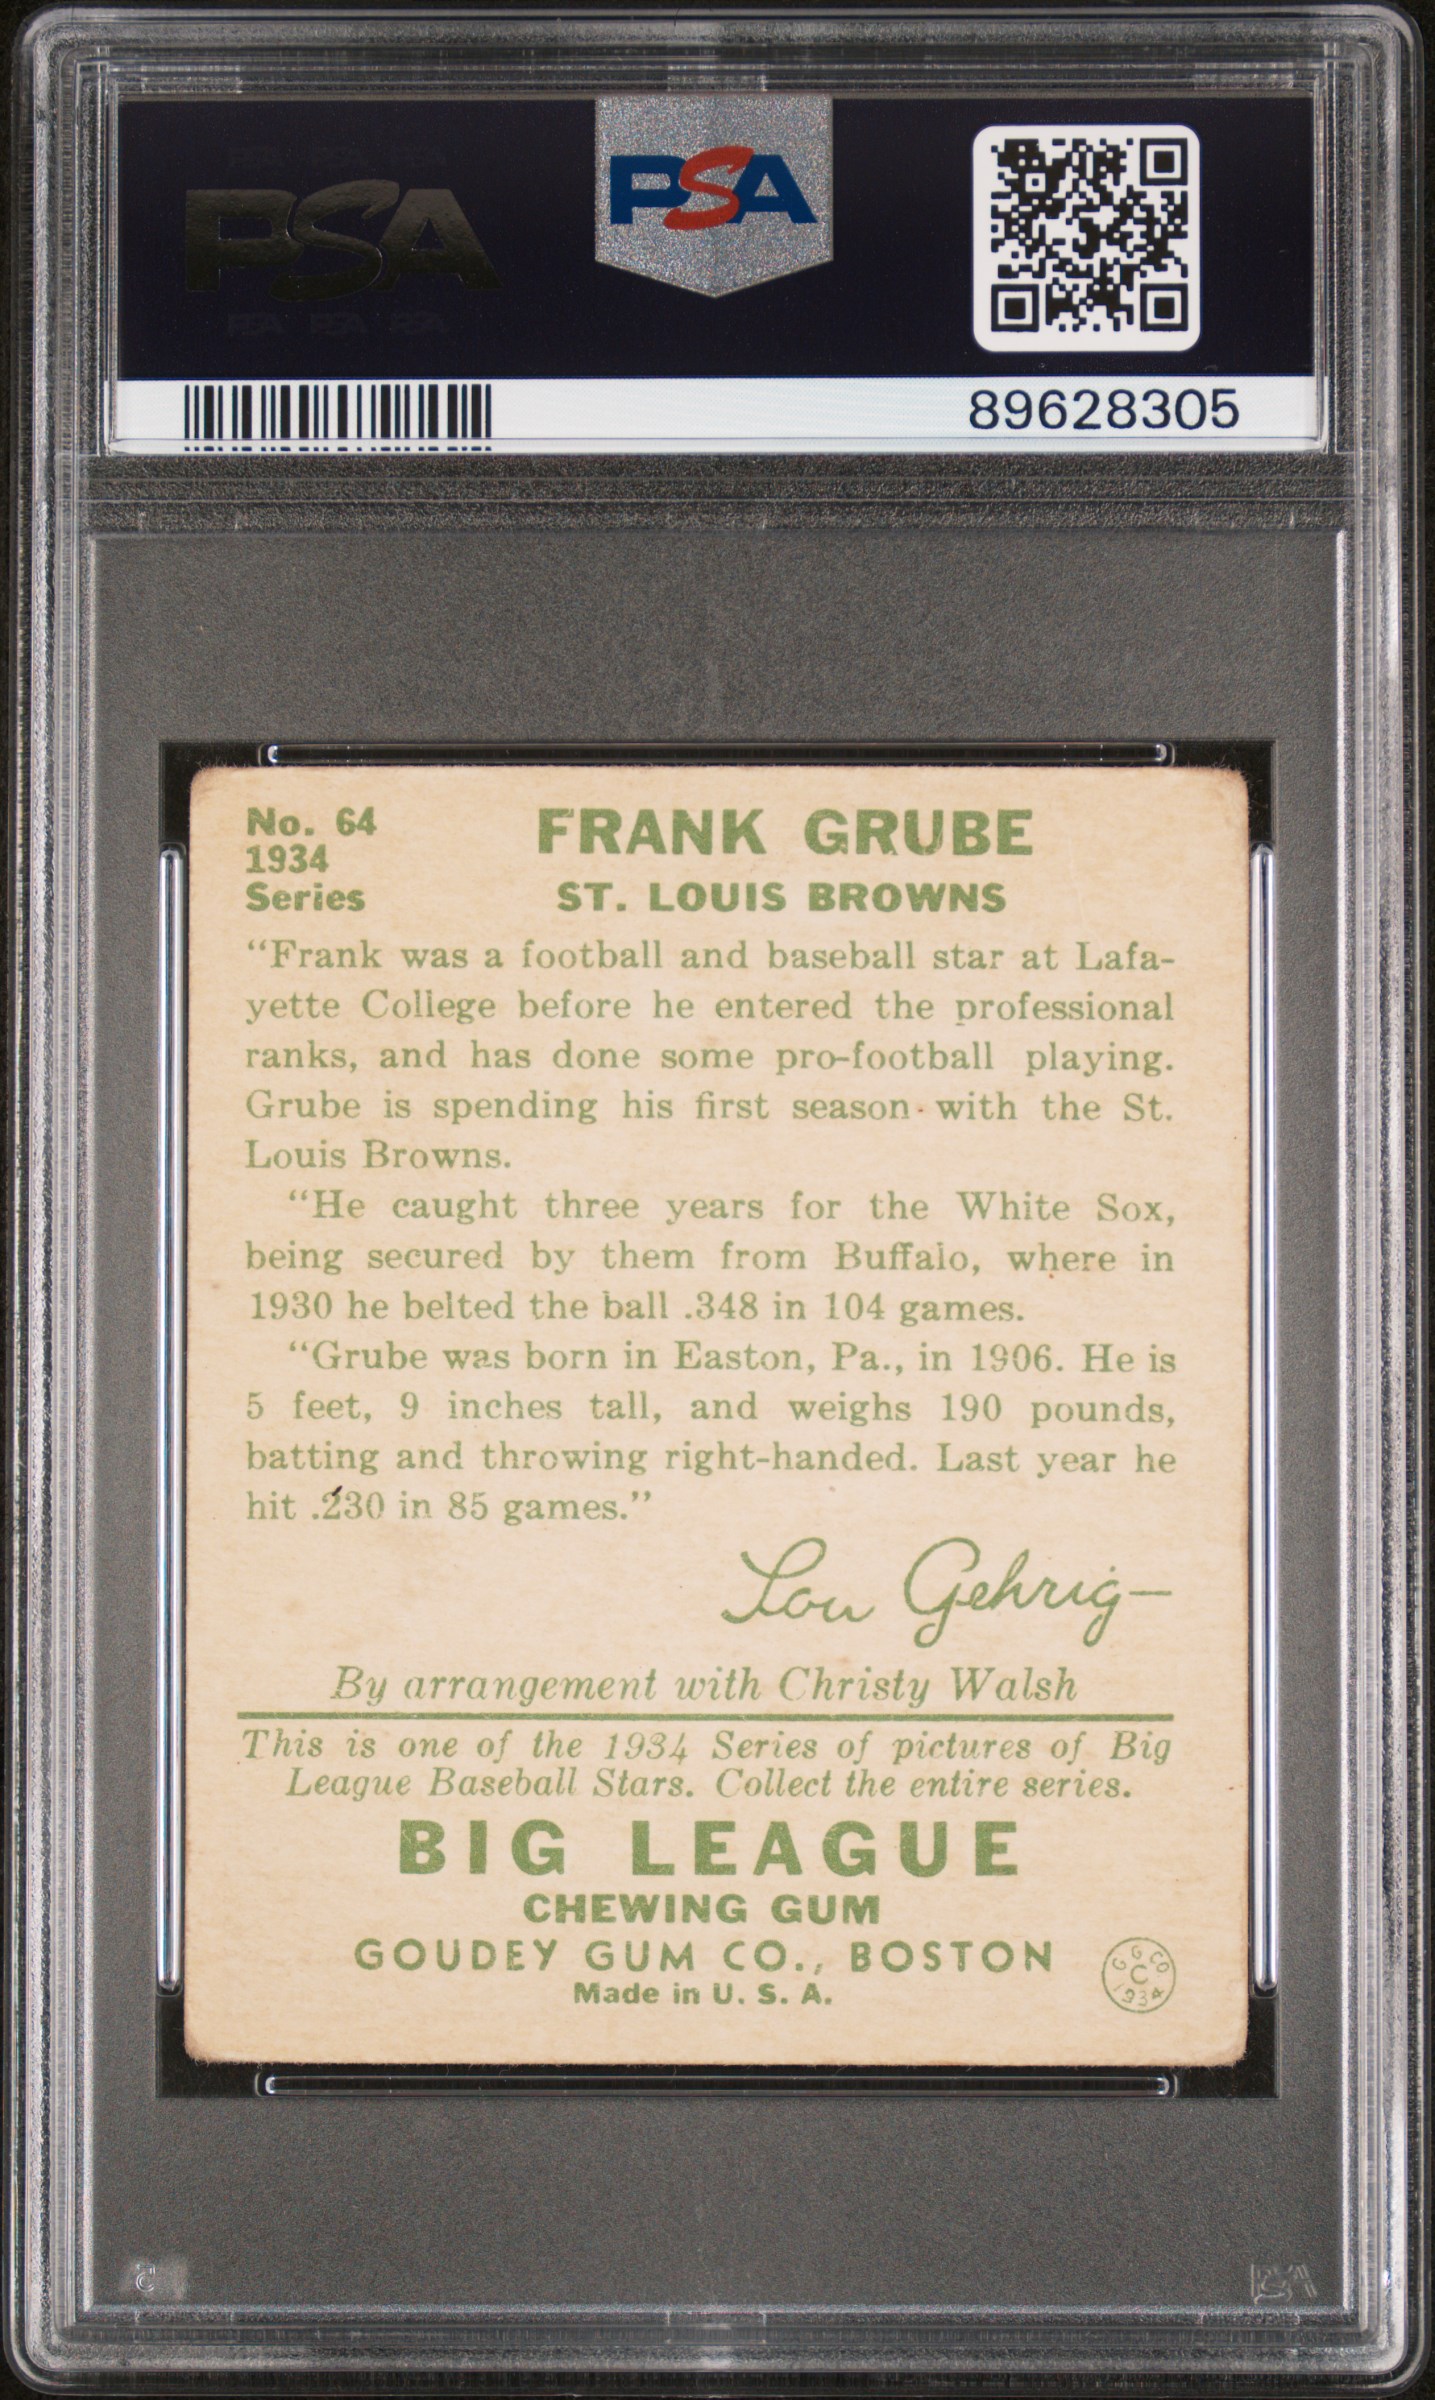 PSA
PSA
89628305
No. 64
1934
Series
FRANK GRUBE
ST. LOUIS BROWNS
“Frank was a football and baseball star at Lafa-
yette College before he entered the professional
ranks, and has done some pro-football playing.
Grube is spending his first season with the St.
Louis Browns.
“He caught three years for the White Sox,
being secured by them from Buffalo, where in
1930 he belted the ball .348 in 104 games.
“Grube was born in Easton, Pa., in 1906. He is
5 feet, 9 inches tall, and weighs 190 pounds,
batting and throwing right-handed. Last year he
hit .230 in 85 games.”
Lou Gehrig—
By arrangement with Christy Walsh
This is one of the 1934 Series of pictures of Big
League Baseball Stars. Collect the entire series.
BIG LEAGUE
CHEWING GUM
GOUDEY GUM CO., BOSTON
Made in U. S. A.
G G CO
C
1934